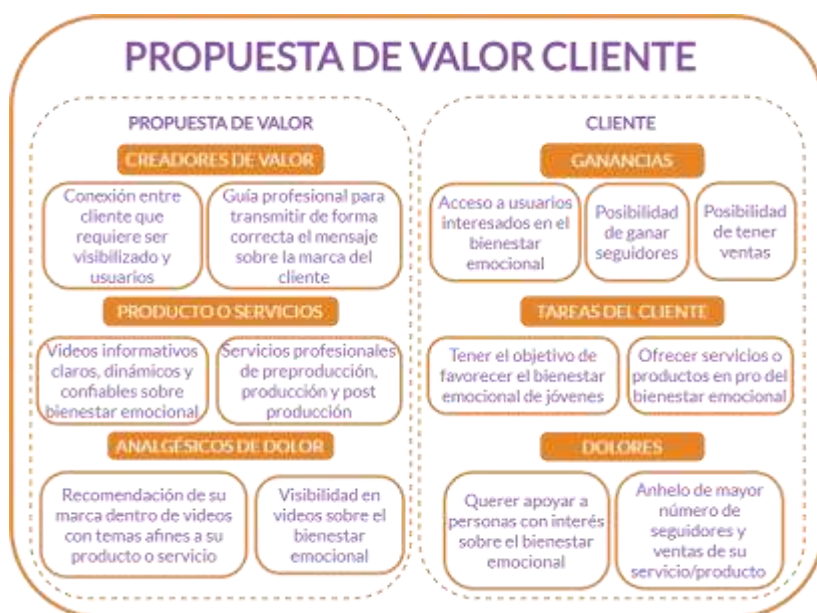 PROPUESTA DE VALOR CLIENTE
PROPUESTA DE VALOR
CREADORES DE VALOR
Conexión entre
cliente que
requiere ser
visibilizado y
usuarios
Guía profesional para
transmitir de forma
correcta el mensaje
sobre la marca del
cliente
PRODUCTO O SERVICIOS
Videos informativos
claros, dinámicos y
confiables sobre
bienestar emocional
Servicios profesionales
de preproducción,
producción y post
producción
ANALGÉSICOS DE DOLOR
Recomendación de su
marca dentro de videos
con temas afines a su
producto o servicio
Visibilidad en
videos sobre el
bienestar
emocional
CLIENTE
GANANCIAS
Acceso a usuarios
interesados en el
bienestar
emocional
Posibilidad
de ganar
seguidores
Posibilidad
de tener
ventas
TAREAS DEL CLIENTE
Tener el objetivo de
favorecer el bienestar
emocional de jóvenes
Ofrecer servicios o
productos en pro del
bienestar emocional
DOLORES
Querer apoyar a
personas con interés
sobre el bienestar
emocional
Anhelo de mayor
número de
seguidores y
ventas de su
servicio/producto